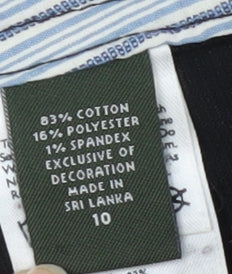 83% COTTON
16% POLYESTER
1% SPANDEX
EXCLUSIVE OF
DECORATION
MADE IN
SRI LANKA
10